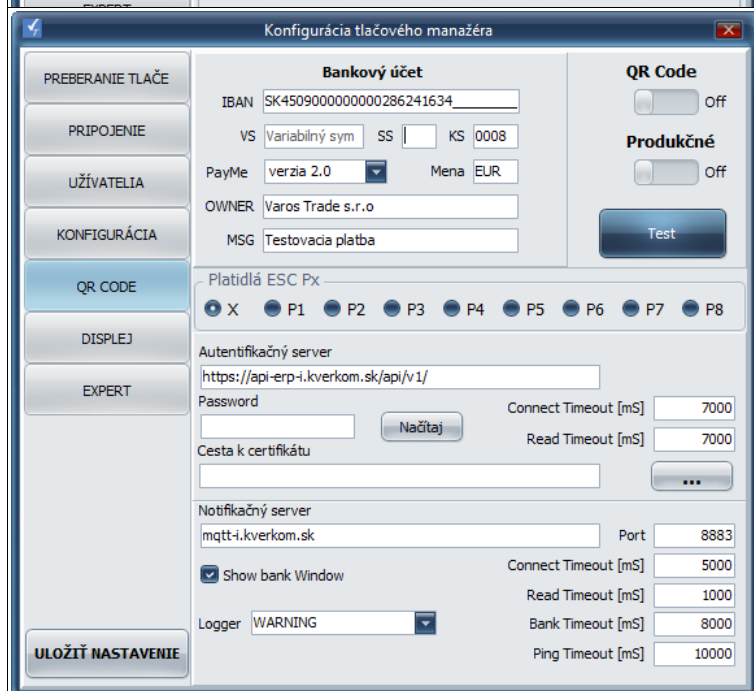 EXPERT
Konfigurácia tlačového manažéra
PREBERANIE TLAČE
PRIPOJENIE
UŽÍVATELIA
KONFIGURÁCIA
QR CODE
DISPLEJ
EXPERT
ULOŽIŤ NASTAVENIE
Bankový účet
IBAN SK4509000000000286241634________
VS Variabilný sym SS KS 0008
PayMe verzia 2.0 Mena EUR
OWNER Varos Trade s.r.o
MSG Testovacia platba
QR Code
Off
Produkčné
Off
Test
Platidlá ESC Px
X P1 P2 P3 P4 P5 P6 P7 P8
Autentifikačný server
https://api-erp-i.kverkom.sk/api/v1/
Password
Načítaj
Connect Timeout [mS] 7000
Read Timeout [mS] 7000
Cesta k certifikátu
...
Notifikačný server
mqtt-i.kverkom.sk Port 8883
Show bank Window
Connect Timeout [mS] 5000
Read Timeout [mS] 1000
Logger WARNING
Bank Timeout [mS] 8000
Ping Timeout [mS] 10000